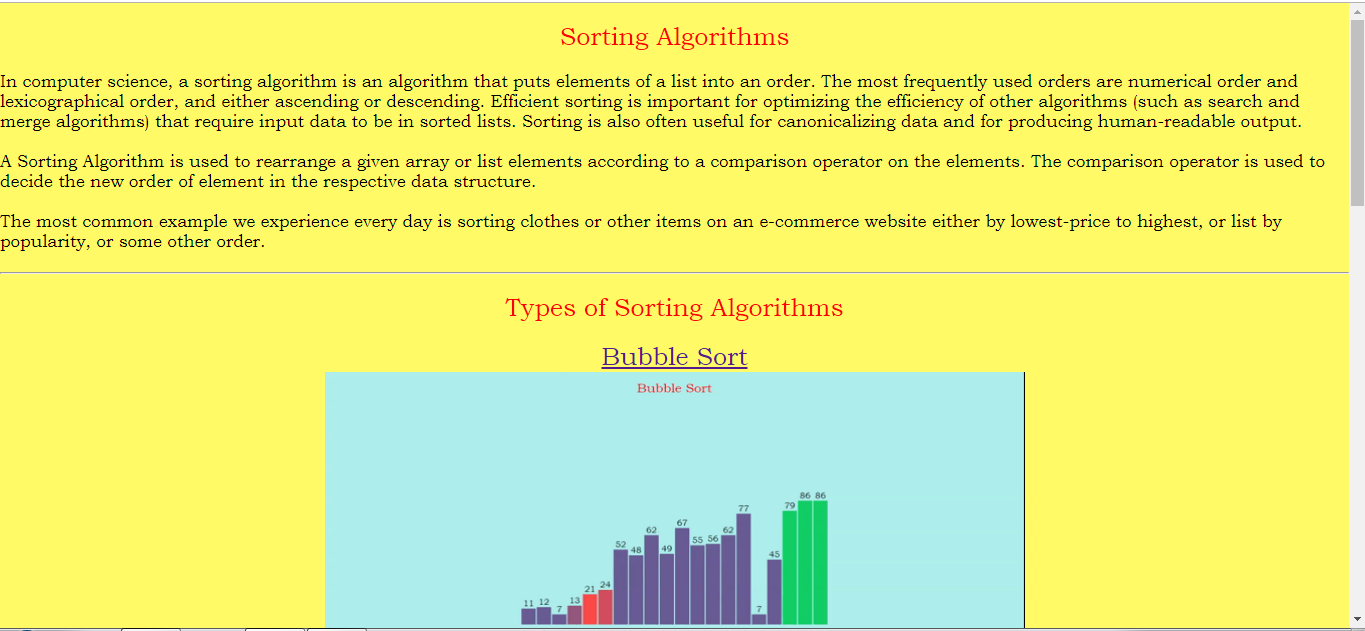 Sorting Algorithms
In computer science, a sorting algorithm is an algorithm that puts elements of a list into an order. The most frequently used orders are numerical order and
lexicographical order, and either ascending or descending. Efficient sorting is important for optimizing the efficiency of other algorithms (such as search and
merge algorithms) that require input data to be in sorted lists. Sorting is also often useful for canonicalizing data and for producing human-readable output.
A Sorting Algorithm is used to rearrange a given array or list elements according to a comparison operator on the elements. The comparison operator is used to
decide the new order of element in the respective data structure.
The most common example we experience every day is sorting clothes or other items on an e-commerce website either by lowest-price to highest, or list by
popularity, or some other order.
Types of Sorting Algorithms
Bubble Sort
Bubble Sort
11 12 7 13 21 24 52 48 62 49 67 55 56 62 77 7 45 79 86 86